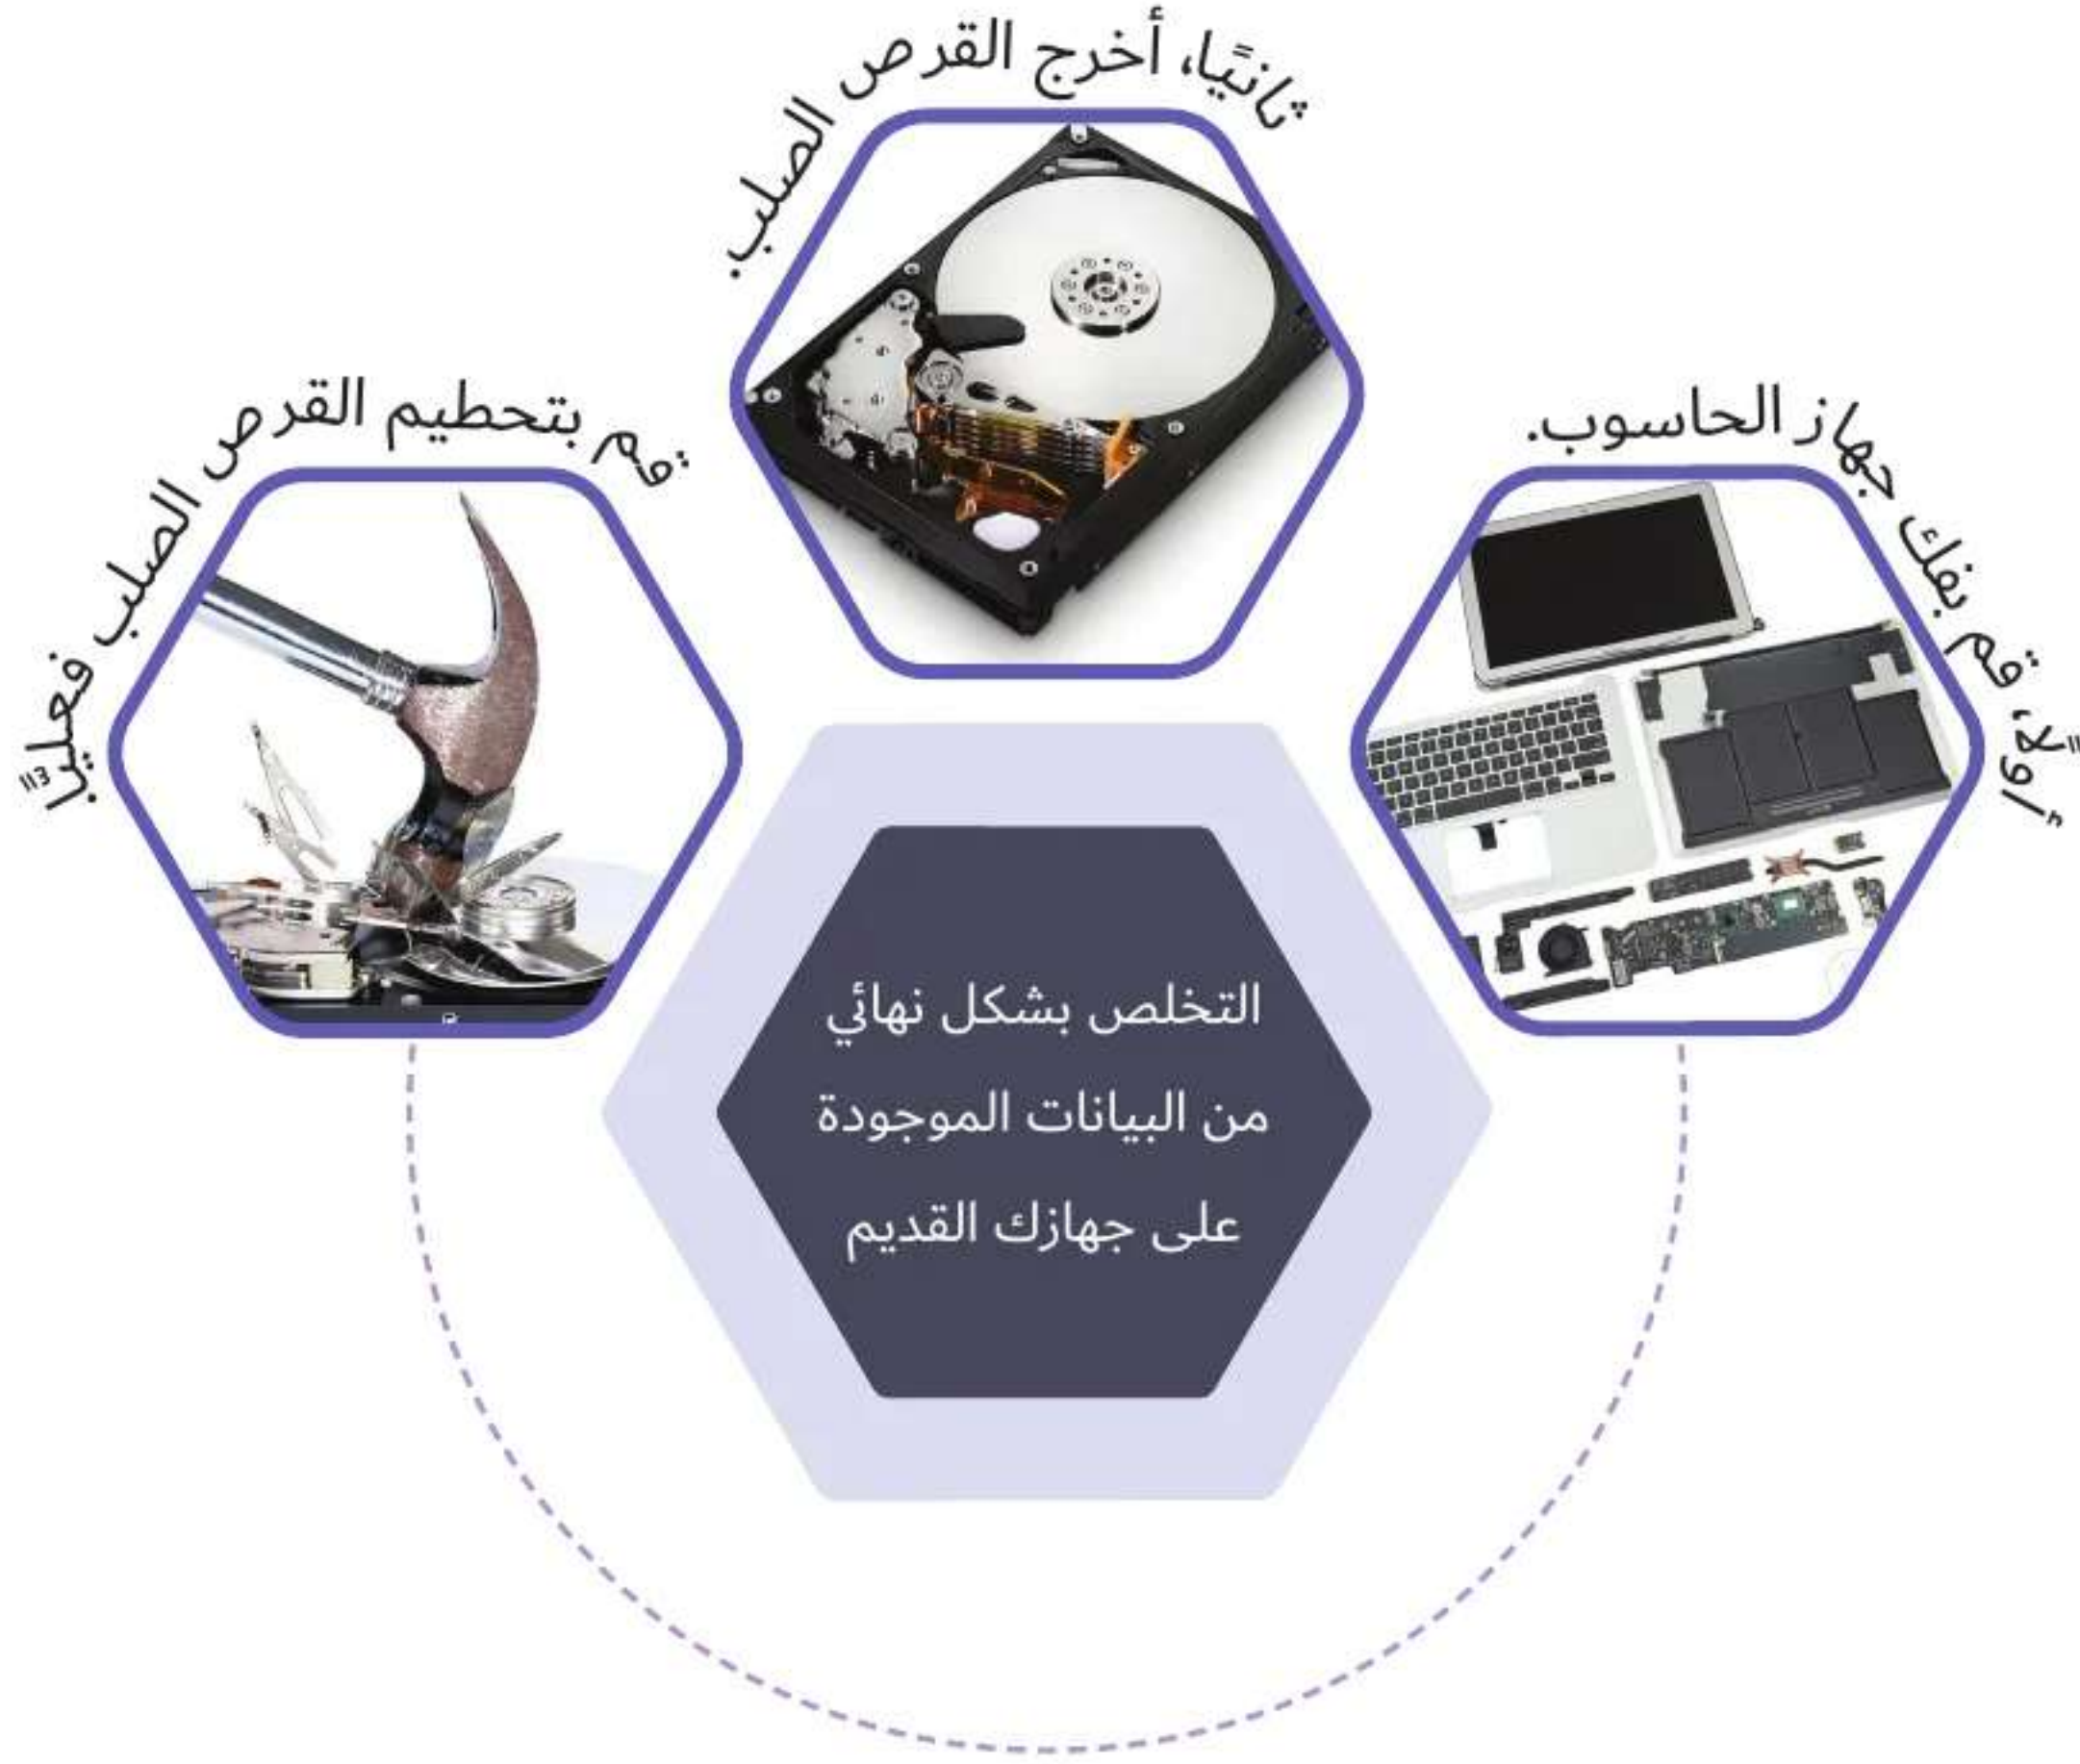 أولًا، قم بفك جهاز الحاسوب.
ثانيًا، أخرج القرص الصلب.
قم بتحطيم القرص الصلب فعليًّا
التخلص بشكل نهائي
من البيانات الموجودة
على جهازك القديم